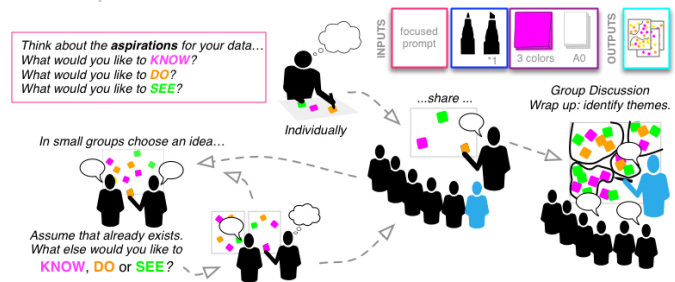 Think about the aspirations for your data…
What would you like to KNOW?
What would you like to DO?
What would you like to SEE?
INPUTS
focused
prompt
*1
3 colors
A0
OUTPUTS
Individually
...share ...
Group Discussion
Wrap up: identify themes.
In small groups choose an idea…
Assume that already exists.
What else would you like to
KNOW, DO or SEE?